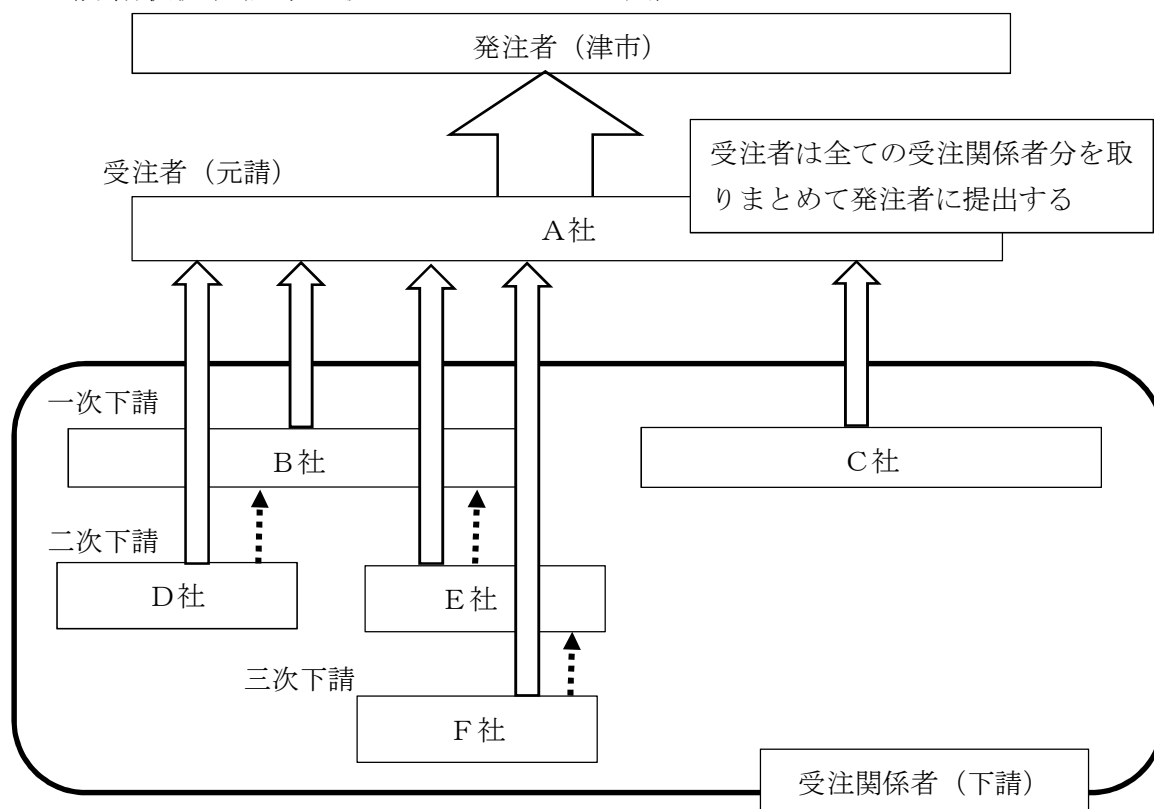 発注者（津市）
受注者は全ての受注関係者分を取
りまとめて発注者に提出する
受注者（元請）
Ａ社
一次下請
Ｂ社
Ｃ社
二次下請
Ｄ社
Ｅ社
三次下請
Ｆ社
受注関係者（下請）